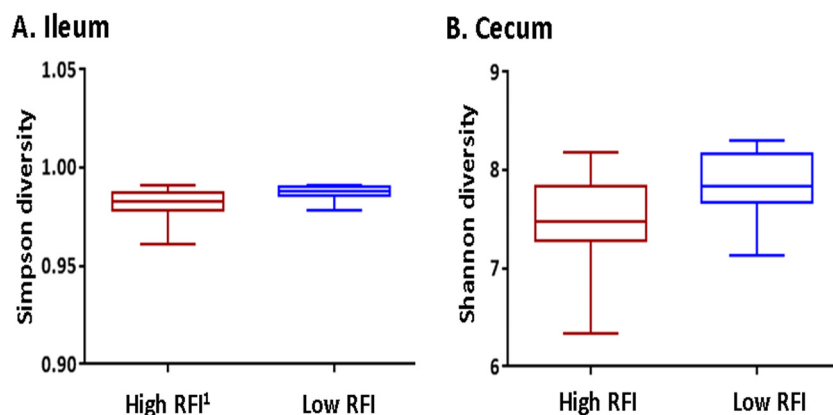 A. Ileum
Simpson diversity
1.05
1.00
0.95
0.90
High RFI¹
Low RFI
B. Cecum
Shannon diversity
9
8
7
6
High RFI
Low RFI